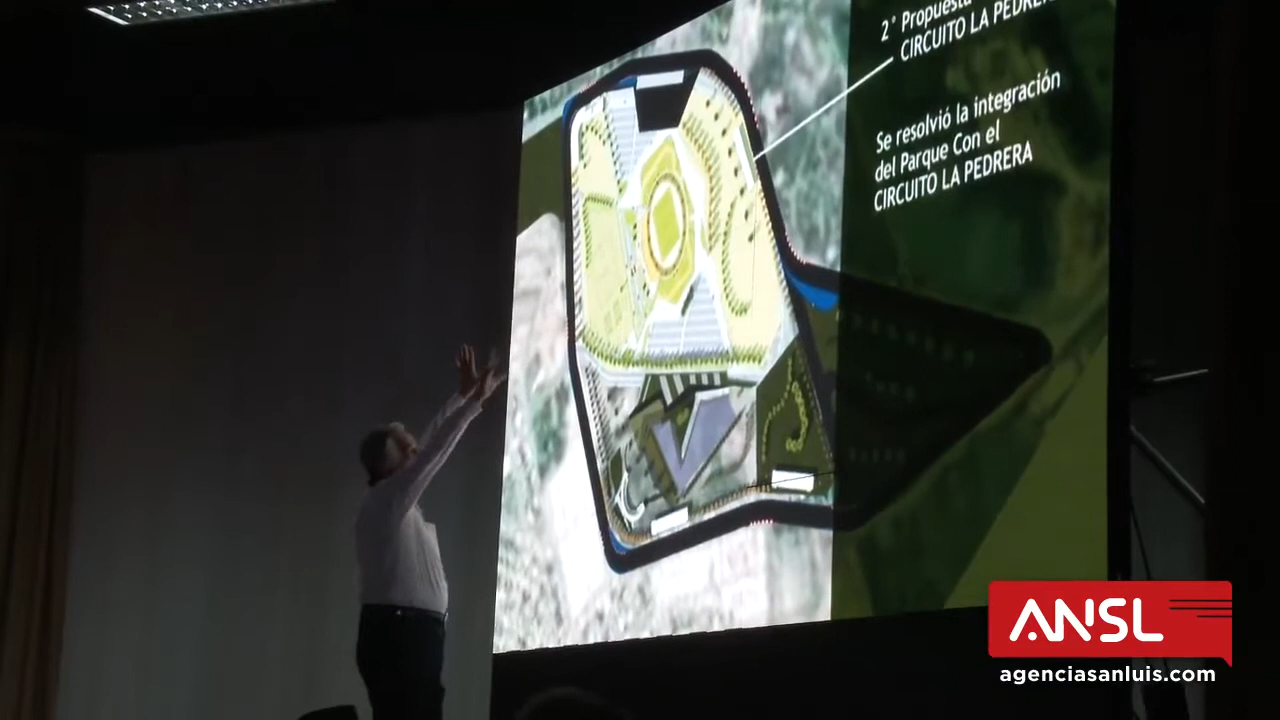 2° Propuesta
CIRCUITO LA PEDRERA
Se resolvió la integración
del Parque Con el
CIRCUITO LA PEDRERA
ANSL
agenciasanluis.com